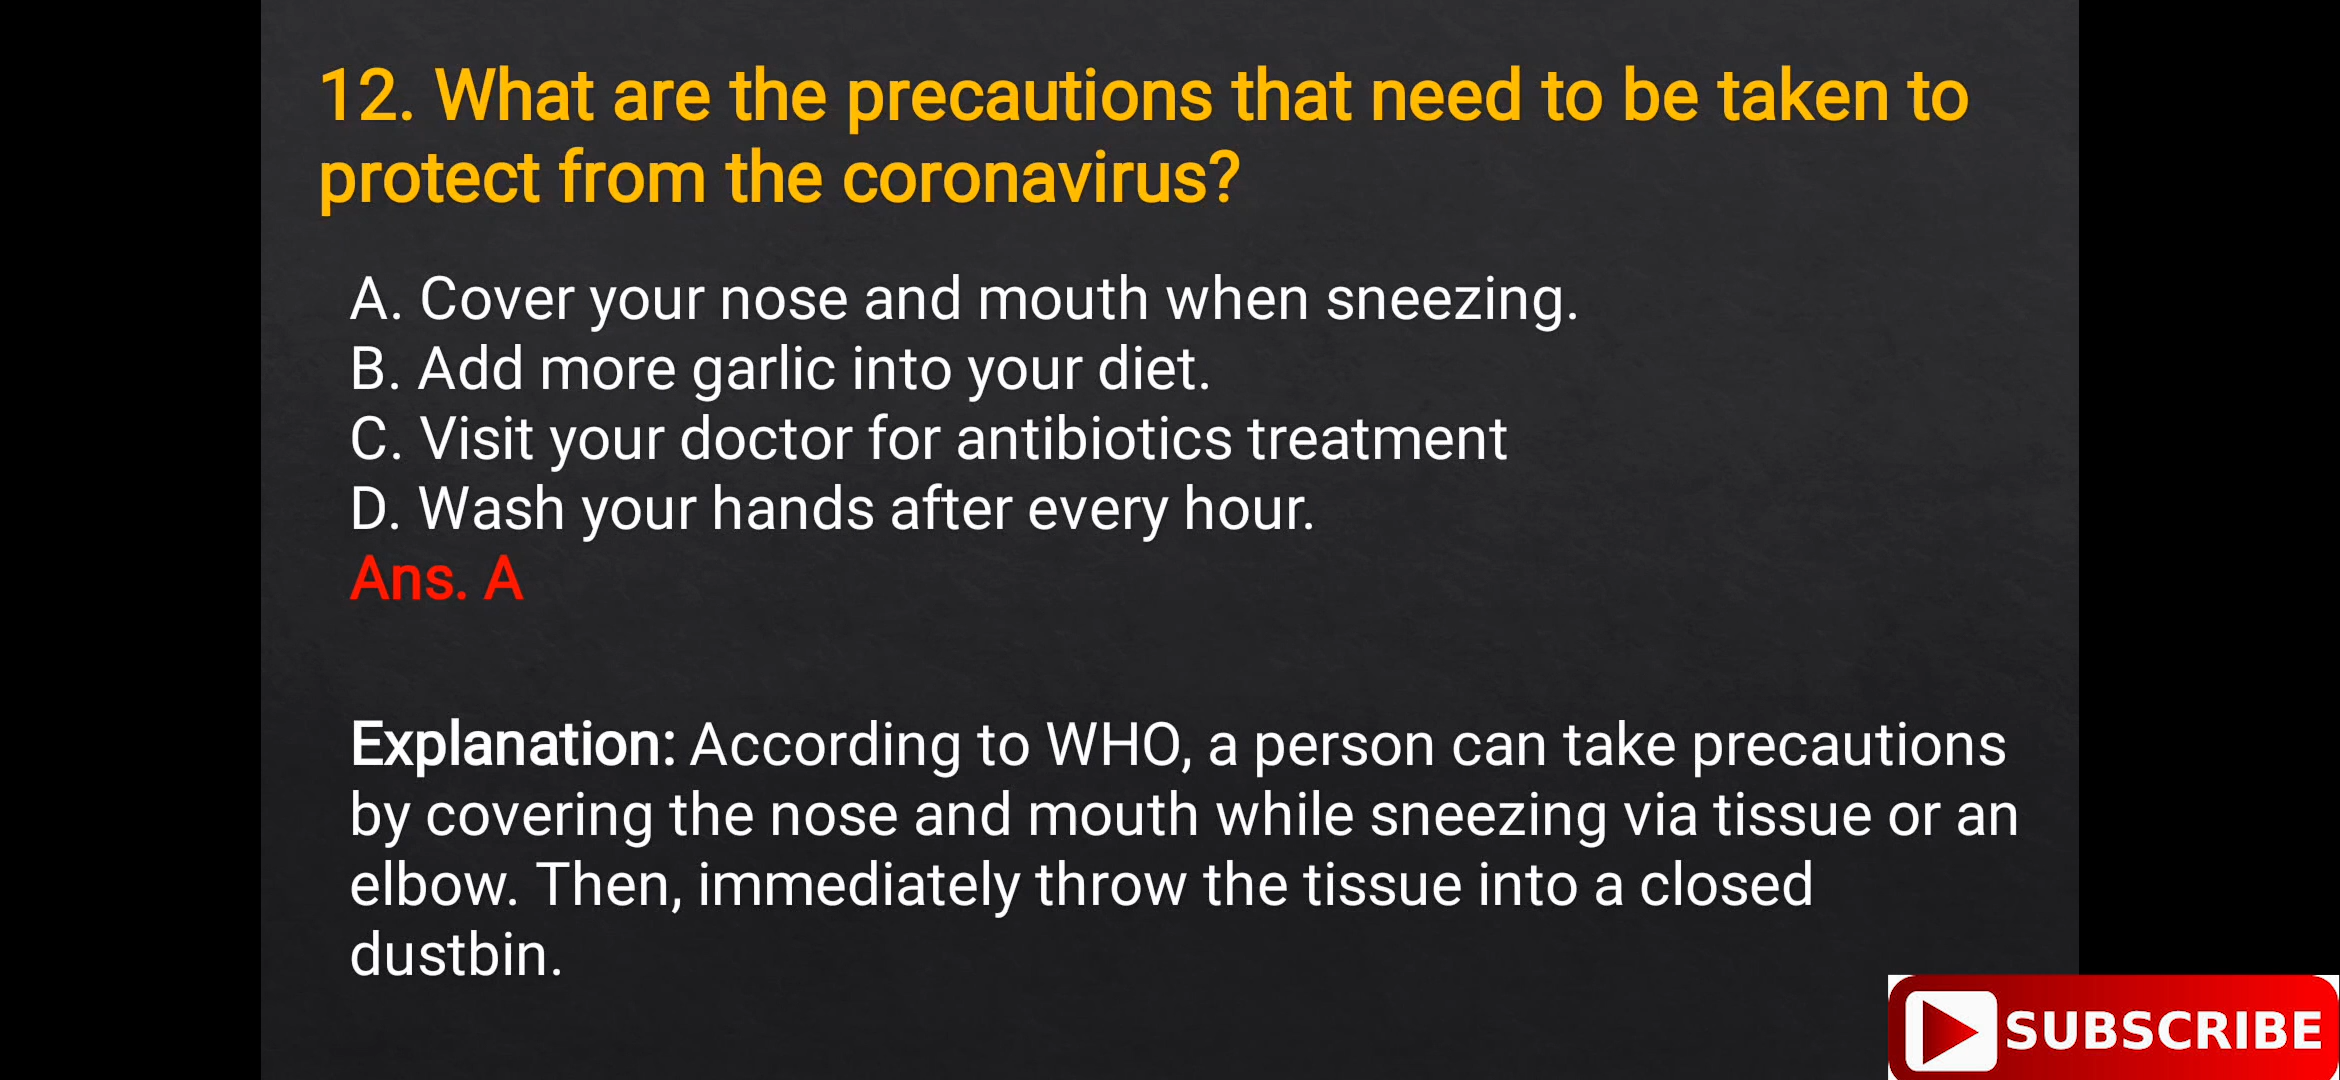 12. What are the precautions that need to be taken to
protect from the coronavirus?
A. Cover your nose and mouth when sneezing.
B. Add more garlic into your diet.
C. Visit your doctor for antibiotics treatment
D. Wash your hands after every hour.
Ans. A
Explanation: According to WHO, a person can take precautions
by covering the nose and mouth while sneezing via tissue or an
elbow. Then, immediately throw the tissue into a closed
dustbin.
SUBSCRIBE